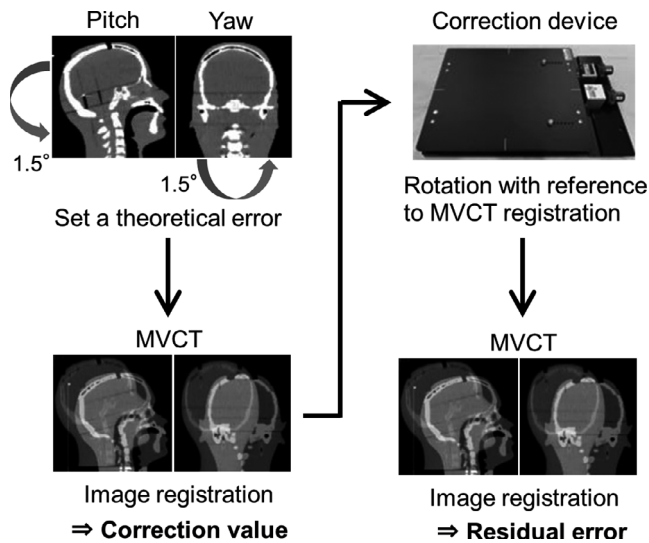 Pitch
Yaw
1.5°
1.5°
Set a theoretical error
MVCT
Image registration
⇒ Correction value
Correction device
Rotation with reference
to MVCT registration
MVCT
Image registration
⇒ Residual error